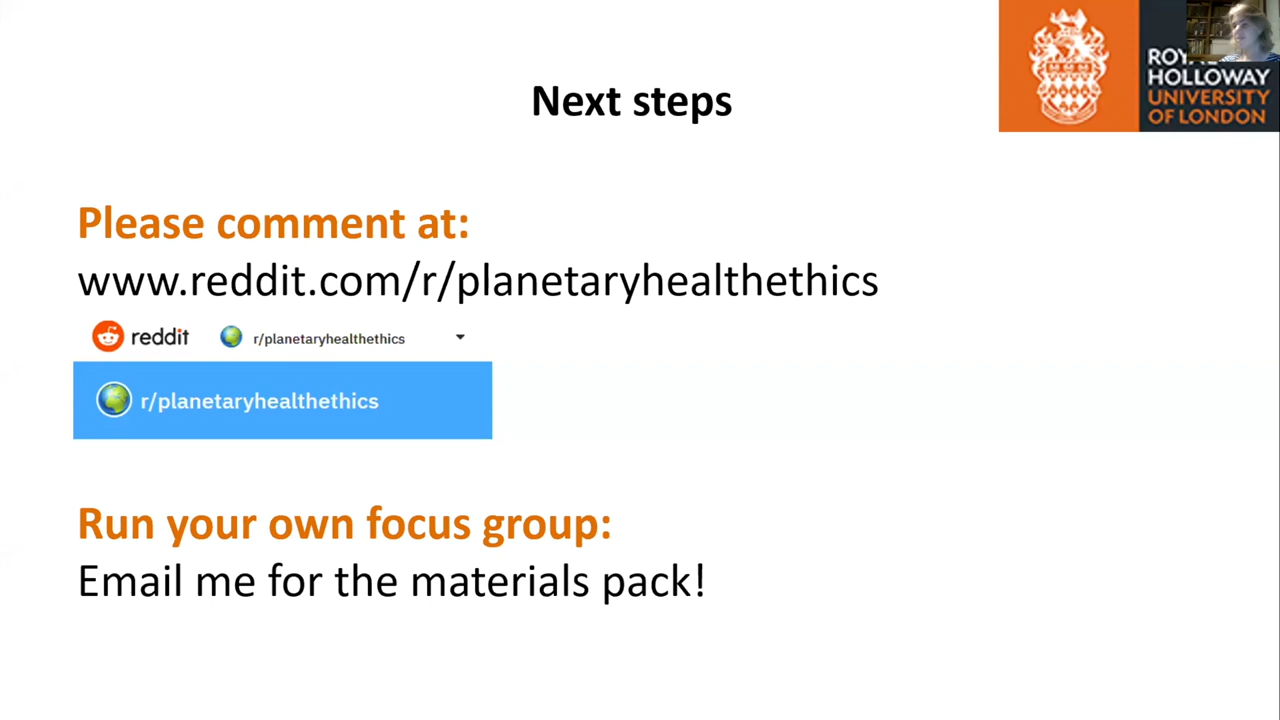 Next steps
HOLLOWAY
UNIVERSITY
OF LONDON
Please comment at:
www.reddit.com/r/planetaryhealthethics
reddit r/planetaryhealthethics
r/planetaryhealthethics
Run your own focus group:
Email me for the materials pack!